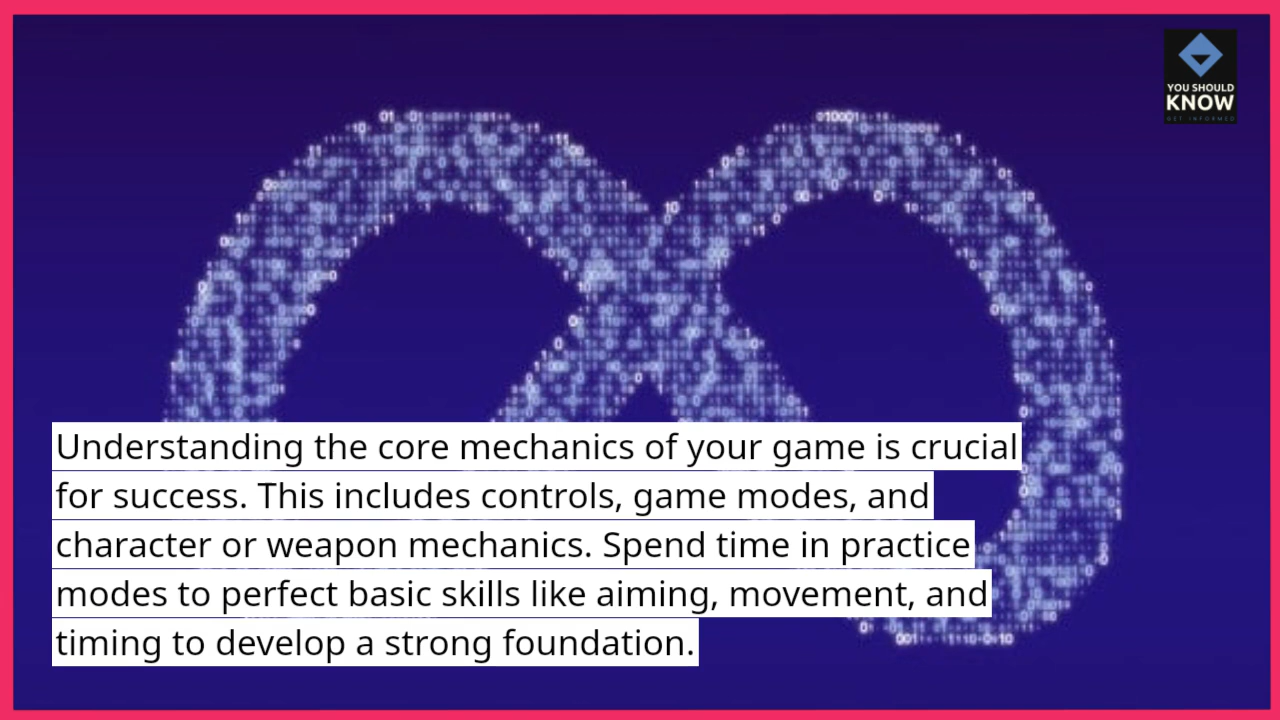 YOU SHOULD
KNOW
GET INFORMED
Understanding the core mechanics of your game is crucial
for success. This includes controls, game modes, and
character or weapon mechanics. Spend time in practice
modes to perfect basic skills like aiming, movement, and
timing to develop a strong foundation.